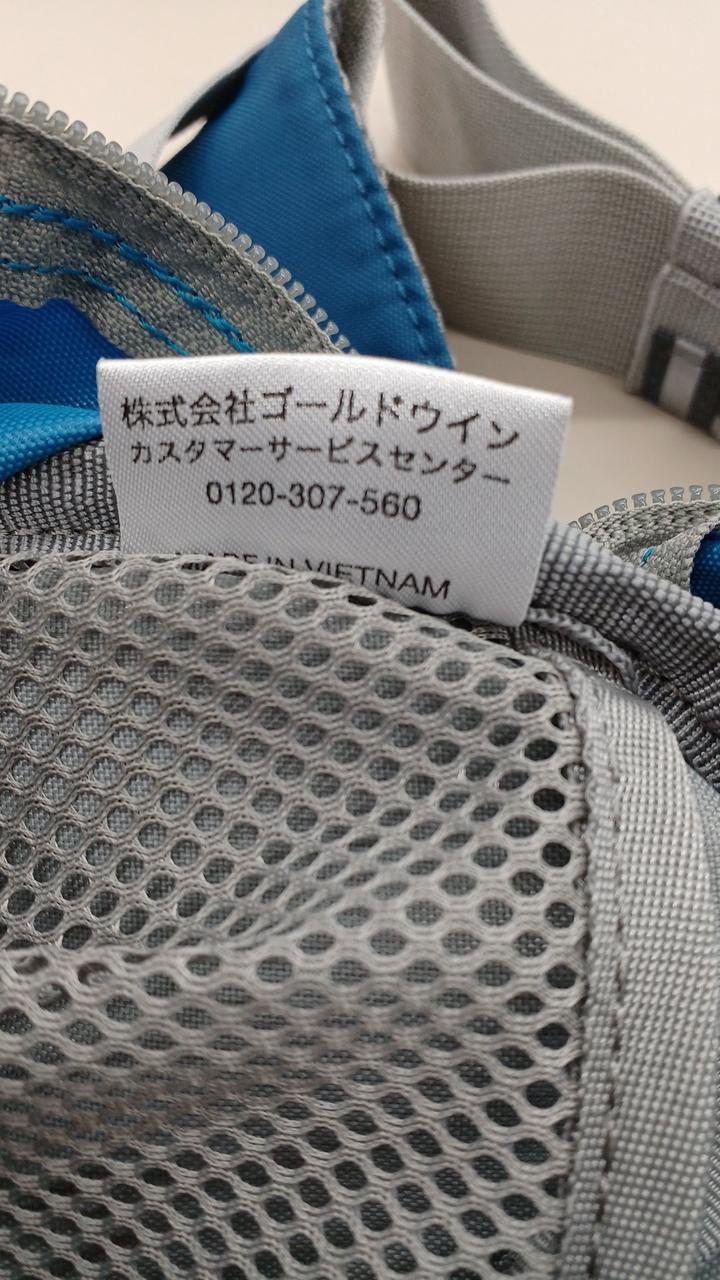 株式会社ゴールドウイン
カスタマーサービスセンター
0120-307-560
MADE IN VIETNAM